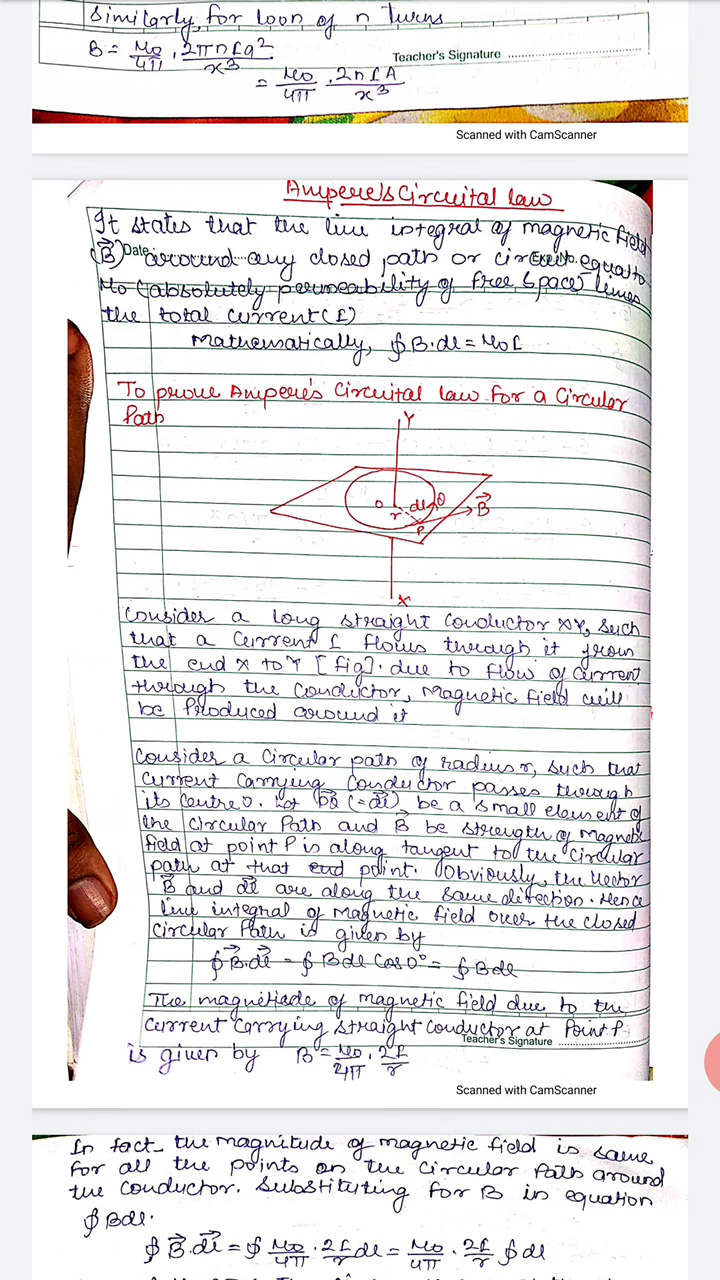 Similarly, for loon of n Turns
B = μ0/4π . 2πnIa²/x³
Teacher's Signature
= μ0/4π . 2nIA/x³
Scanned with CamScanner
Ampere's Circuital law
It states that the line integral of magnetic field
(B⃗) Date around any closed path or circuit Expt. No. equal to
μo (absolutely permeability of free space) times
the total current (I)
Mathematically, ∮B.dl = μ0I
To prove Ampere's Circuital law for a Circular
Path
Y
O r dl Q B⃗
P
X
Consider a long straight Conductor XY, such
that a Current I flows through it from
the end X to Y [fig]. due to flow of current
through the conductor, magnetic field will
be Produced around it
Consider a Circular path of radius r, such that
Current Carrying Conductor passes through
its Centre O. let PQ⃗ (=dl⃗) be a small element of
the Circular Path and B⃗ be strength of Magnetic
field at point P is along tangent to the Circular
path at that end point. Obviously, the vector
B⃗ and dl⃗ are along the same direction. Hence
line integral of Magnetic field over the closed
Circular Path is given by
∮B⃗.dl⃗ = ∮Bdl Cos0° = ∮Bdl
The magnetiade of magnetic field due to the
Current Carrying straight Conductor at Point P
Teacher's Signature
is given by B = μ0/4π . 2I/r
Scanned with CamScanner
In fact the magnitude of magnetic field is same
for all the points on the Circular Path around
the Conductor. Substituting for B in equation
∮Bdl.
∮B⃗.dl⃗ = ∮ μ0/4π . 2I/r dl = μ0/4π . 2I/r ∮dl